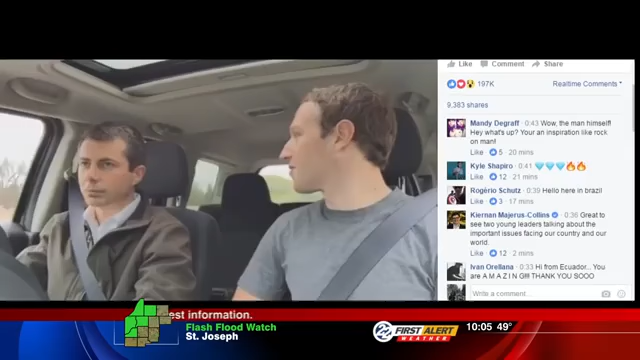 Like Comment Share
197K Realtime Comments
9,383 shares
Mandy Degraff · 0:43 Wow, the man himself!
Hey what's up? Your an inspiration like rock
on man!
Like · 5 · 20 mins
Kyle Shapiro · 0:41
Like · 12 · 21 mins
Rogério Schutz · 0:39 Hello here in brazil
Like · 3 · 17 mins
Kiernan Majerus-Collins · 0:36 Great to
see two young leaders talking about the
important issues facing our country and our
world.
Like · 12 · 2 mins
Ivan Orellana · 0:33 Hi from Ecuador... You
are A M A Z I N G!!! THANK YOU SOOO
Write a comment...
est information.
Flash Flood Watch
St. Joseph
22 FIRST ALERT
WEATHER
10:05 49°